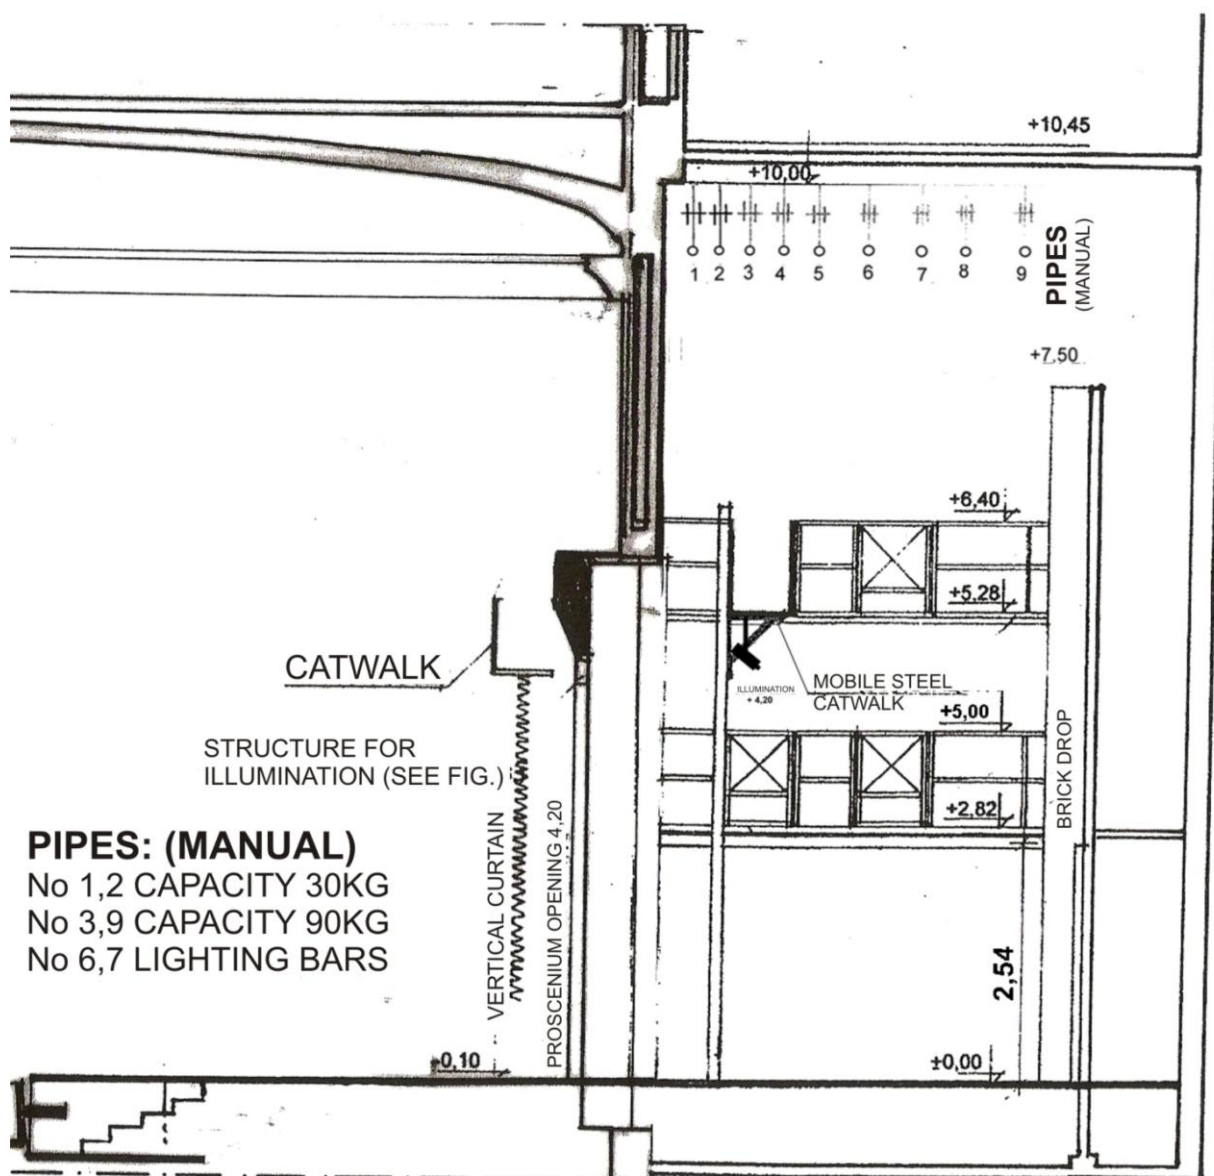 +10,45
+10,00
1 2 3 4 5 6 7 8 9
PIPES
(MANUAL)
+7.50
+6,40
+5,28
CATWALK
ILLUMINATION
+ 4,20
MOBILE STEEL
CATWALK
+5,00
STRUCTURE FOR
ILLUMINATION (SEE FIG.)
BRICK DROP
+2,82
PIPES: (MANUAL)
No 1,2 CAPACITY 30KG
No 3,9 CAPACITY 90KG
No 6,7 LIGHTING BARS
VERTICAL CURTAIN
PROSCENIUM OPENING 4,20
2,54
-0,10
±0,00